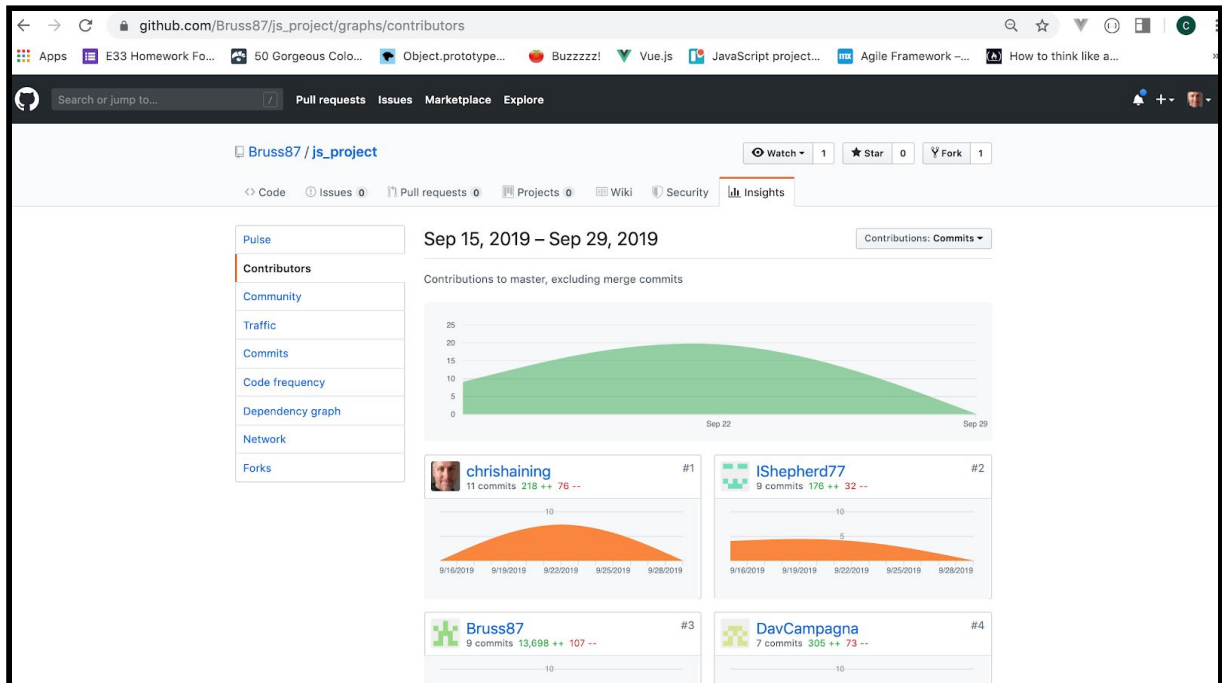 github.com/Bruss87/js_project/graphs/contributors
C
Apps E33 Homework Fo... 50 Gorgeous Colo... Object.prototype... Buzzzzz! Vue.js JavaScript project... mx Agile Framework –... How to think like a... »
Search or jump to... / Pull requests Issues Marketplace Explore
Bruss87 / js_project
Watch 1 Star 0 Fork 1
Code Issues 0 Pull requests 0 Projects 0 Wiki Security Insights
Pulse
Contributors
Community
Traffic
Commits
Code frequency
Dependency graph
Network
Forks
Sep 15, 2019 – Sep 29, 2019
Contributions: Commits
Contributions to master, excluding merge commits
25
20
15
10
5
0
Sep 22 Sep 29
chrishaining #1
11 commits 218 ++ 76 --
10
9/16/2019 9/19/2019 9/22/2019 9/25/2019 9/28/2019
IShepherd77 #2
9 commits 176 ++ 32 --
10
5
9/16/2019 9/19/2019 9/22/2019 9/25/2019 9/28/2019
Bruss87 #3
9 commits 13,698 ++ 107 --
10
DavCampagna #4
7 commits 305 ++ 73 --
10